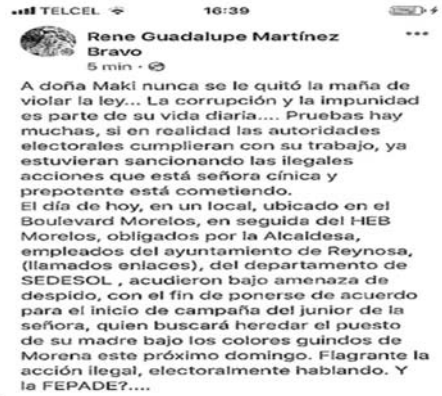 TELCEL 16:39
Rene Guadalupe Martínez
Bravo
5 min ·
A doña Maki nunca se le quitó la maña de
violar la ley... La corrupción y la impunidad
es parte de su vida diaria.... Pruebas hay
muchas, si en realidad las autoridades
electorales cumplieran con su trabajo, ya
estuvieran sancionando las ilegales
acciones que está señora cínica y
prepotente está cometiendo.
El día de hoy, en un local, ubicado en el
Boulevard Morelos, en seguida del HEB
Morelos, obligados por la Alcaldesa,
empleados del ayuntamiento de Reynosa,
(llamados enlaces), del departamento de
SEDESOL , acudieron bajo amenaza de
despido, con el fin de ponerse de acuerdo
para el inicio de campaña del junior de la
señora, quien buscará heredar el puesto
de su madre bajo los colores guindos de
Morena este próximo domingo. Flagrante la
acción ilegal, electoralmente hablando. Y
la FEPADE?....